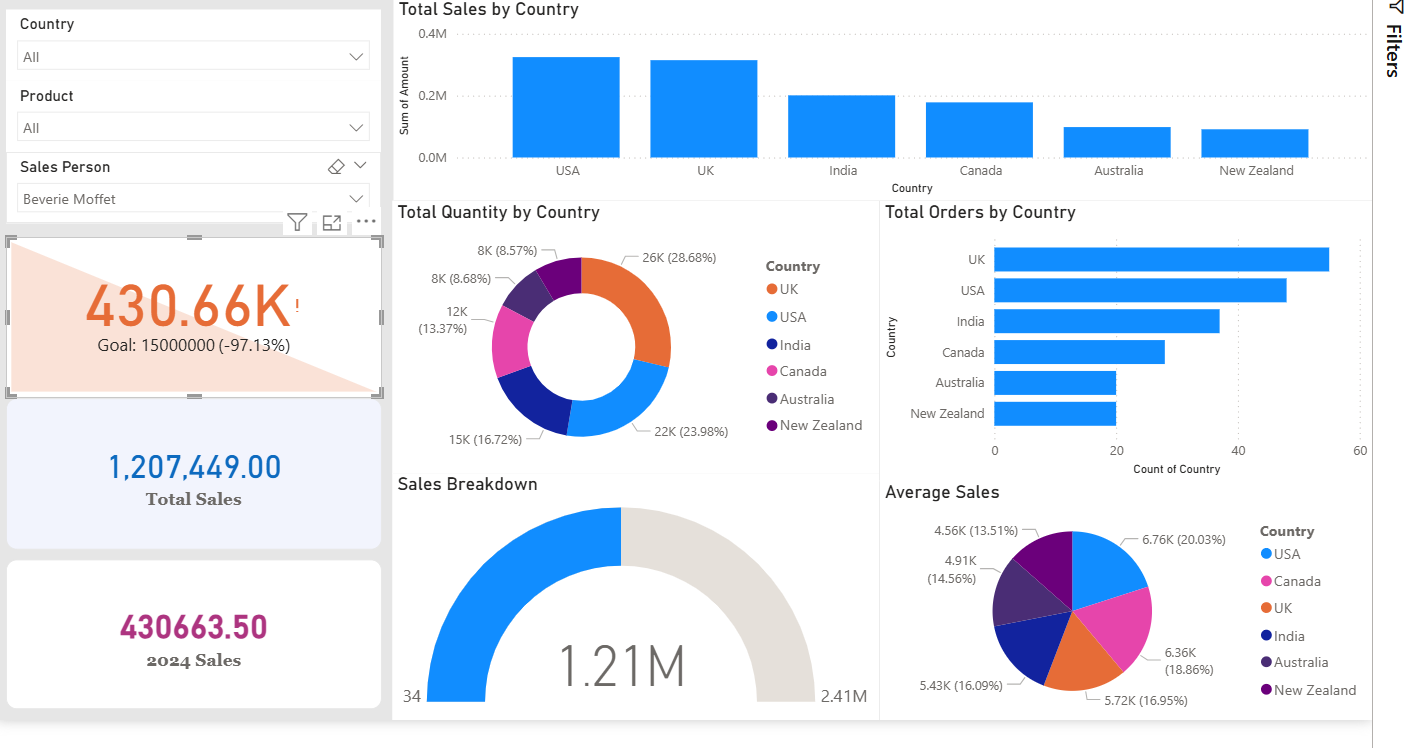 Country
All
Product
All
Sales Person
Beverie Moffet
430.66K!
Goal: 15000000 (-97.13%)
1,207,449.00
Total Sales
430663.50
2024 Sales
Total Sales by Country
Sum of Amount
0.4M
0.2M
0.0M
USA
UK
India
Canada
Australia
New Zealand
Country
Total Quantity by Country
8K (8.57%)
26K (28.68%)
8K (8.68%)
12K
(13.37%)
15K (16.72%)
22K (23.98%)
Country
UK
USA
India
Canada
Australia
New Zealand
Total Orders by Country
Country
UK
USA
India
Canada
Australia
New Zealand
0
20
40
60
Count of Country
Sales Breakdown
1.21M
34
2.41M
Average Sales
4.56K (13.51%)
6.76K (20.03%)
4.91K
(14.56%)
6.36K
(18.86%)
5.43K (16.09%)
5.72K (16.95%)
Country
USA
Canada
UK
India
Australia
New Zealand
Filters